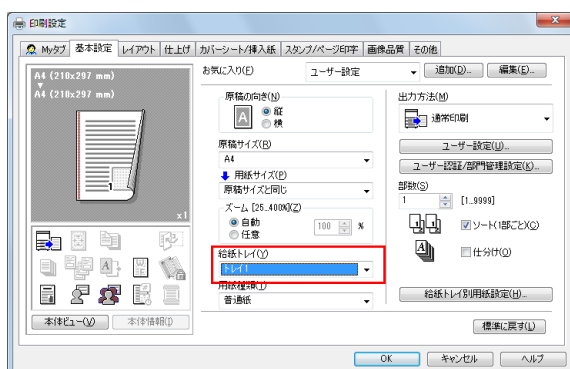 印刷設定
Myタブ 基本設定 レイアウト 仕上げ カバーシート/挿入紙 スタンプ/ページ印字 画像品質 その他
A4 (210x297 mm)
A4 (210x297 mm)
1
x1
本体ビュー(V) 本体情報(I)
お気に入り(F) ユーザー設定 追加(D)... 編集(E)...
原稿の向き(N)
A
縦
横
原稿サイズ(R)
A4
用紙サイズ(P)
原稿サイズと同じ
ズーム [25..400%](Z)
自動
任意
100 %
給紙トレイ(Y)
トレイ1
用紙種類(T)
普通紙
出力方法(M)
通常印刷
ユーザー設定(U)...
ユーザー認証/部門管理設定(K)...
部数(S)
1 [1..9999]
ソート(1部ごと)(C)
仕分け(O)
給紙トレイ別用紙設定(H)...
標準に戻す(L)
OK キャンセル ヘルプ